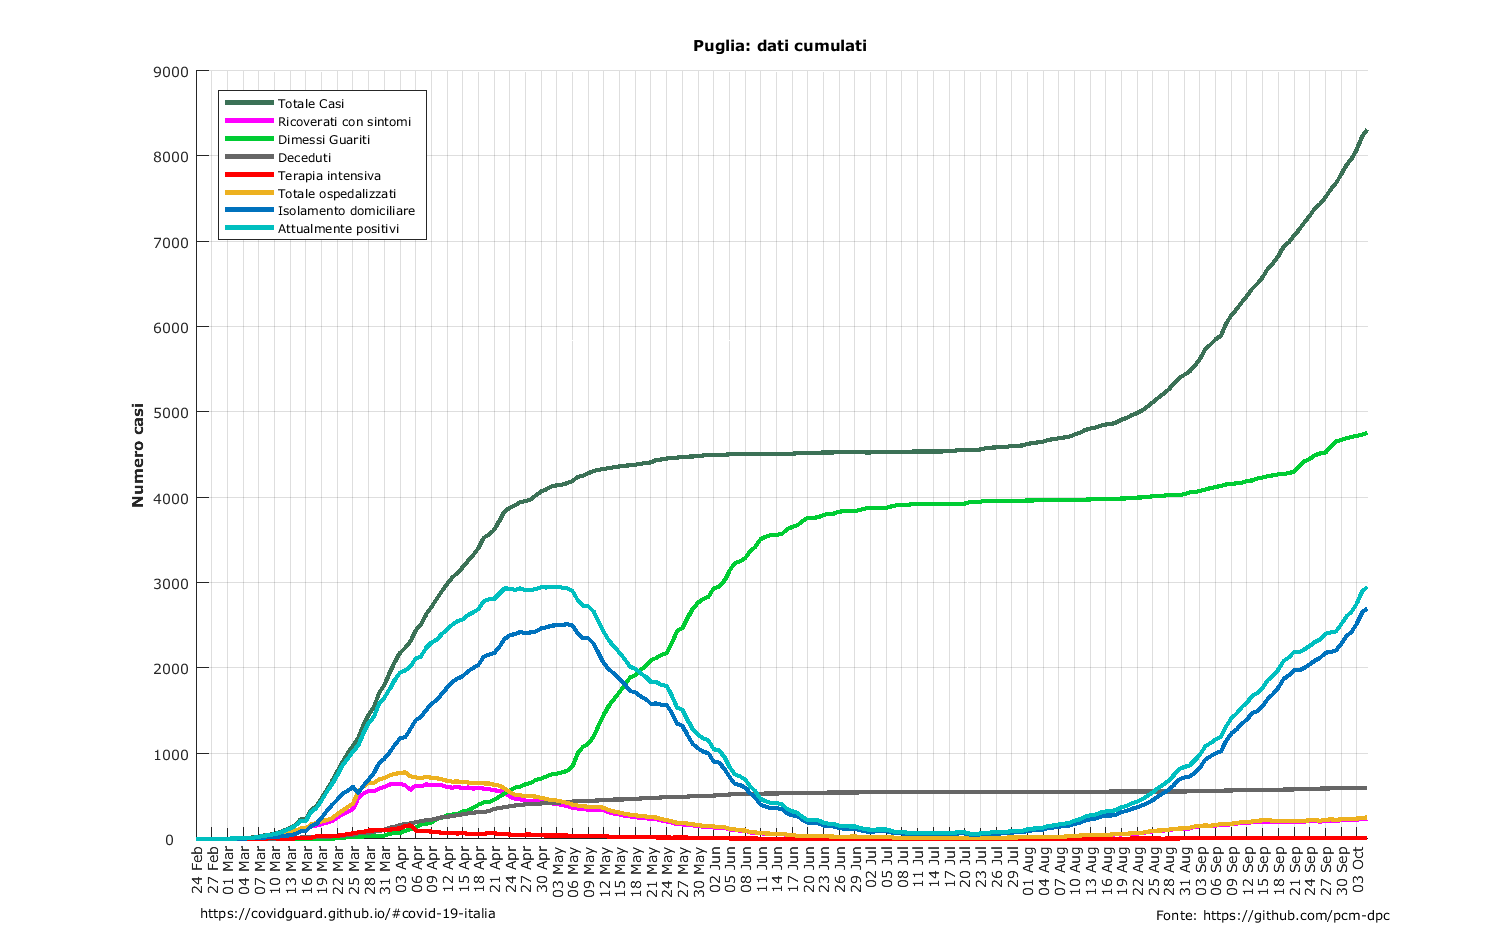 Puglia: dati cumulati
Numero casi
9000
8000
7000
6000
5000
4000
3000
2000
1000
0
Totale Casi
Ricoverati con sintomi
Dimessi Guariti
Deceduti
Terapia intensiva
Totale ospedalizzati
Isolamento domiciliare
Attualmente positivi
24 Feb
27 Feb
01 Mar
04 Mar
07 Mar
10 Mar
13 Mar
16 Mar
19 Mar
22 Mar
25 Mar
28 Mar
31 Mar
03 Apr
06 Apr
09 Apr
12 Apr
15 Apr
18 Apr
21 Apr
24 Apr
27 Apr
30 Apr
03 May
06 May
09 May
12 May
15 May
18 May
21 May
24 May
27 May
30 May
02 Jun
05 Jun
08 Jun
11 Jun
14 Jun
17 Jun
20 Jun
23 Jun
26 Jun
29 Jun
02 Jul
05 Jul
08 Jul
11 Jul
14 Jul
17 Jul
20 Jul
23 Jul
26 Jul
29 Jul
01 Aug
04 Aug
07 Aug
10 Aug
13 Aug
16 Aug
19 Aug
22 Aug
25 Aug
28 Aug
31 Aug
03 Sep
06 Sep
09 Sep
12 Sep
15 Sep
18 Sep
21 Sep
24 Sep
27 Sep
30 Sep
03 Oct
https://covidguard.github.io/#covid-19-italia
Fonte: https://github.com/pcm-dpc